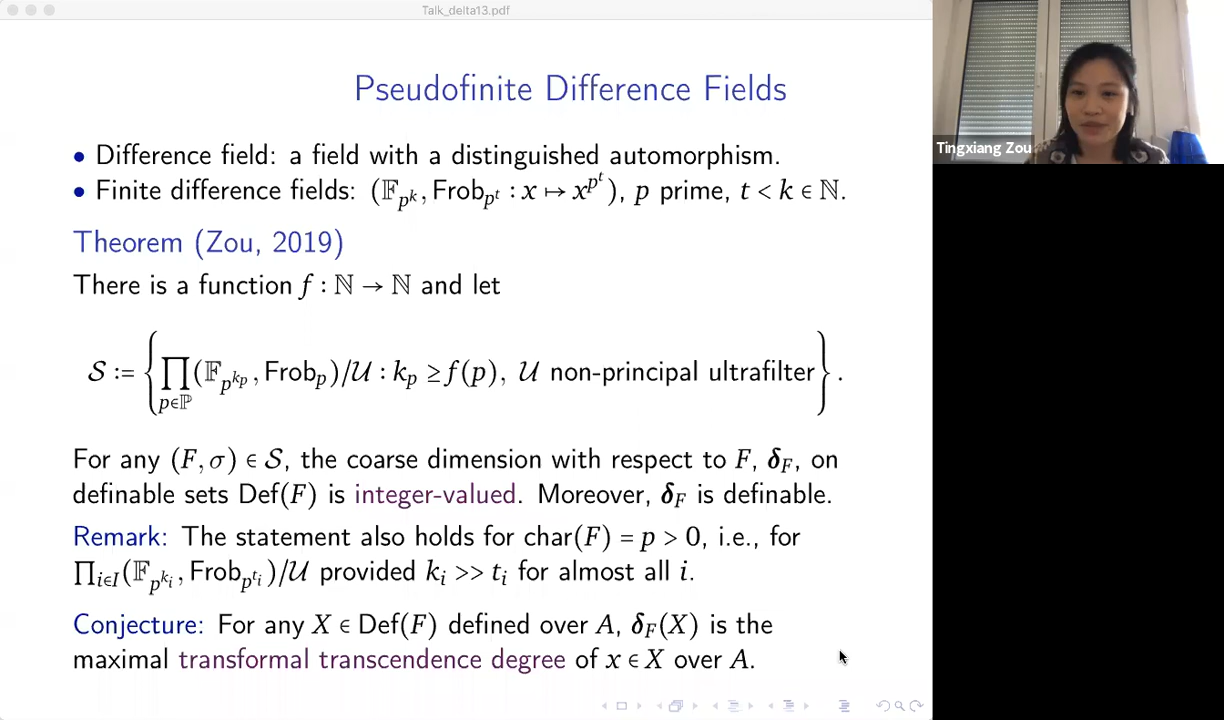 Talk_delta13.pdf
Pseudofinite Difference Fields
• Difference field: a field with a distinguished automorphism.
• Finite difference fields: (𝔽_{p^k}, Frob_{p^t} : x ↦ x^{p^t}), p prime, t < k ∈ ℕ.
Theorem (Zou, 2019)
There is a function f : ℕ → ℕ and let
𝒮 := { ∏_{p∈ℙ} (𝔽_{p^{k_p}}, Frob_p)/𝒰 : k_p ≥ f(p), 𝒰 non-principal ultrafilter } .
For any (F, σ) ∈ 𝒮, the coarse dimension with respect to F, δ_F, on
definable sets Def(F) is integer-valued. Moreover, δ_F is definable.
Remark: The statement also holds for char(F) = p > 0, i.e., for
∏_{i∈I}(𝔽_{p^{k_i}}, Frob_{p^{t_i}})/𝒰 provided k_i >> t_i for almost all i.
Conjecture: For any X ∈ Def(F) defined over A, δ_F(X) is the
maximal transformal transcendence degree of x ∈ X over A.
Tingxiang Zou